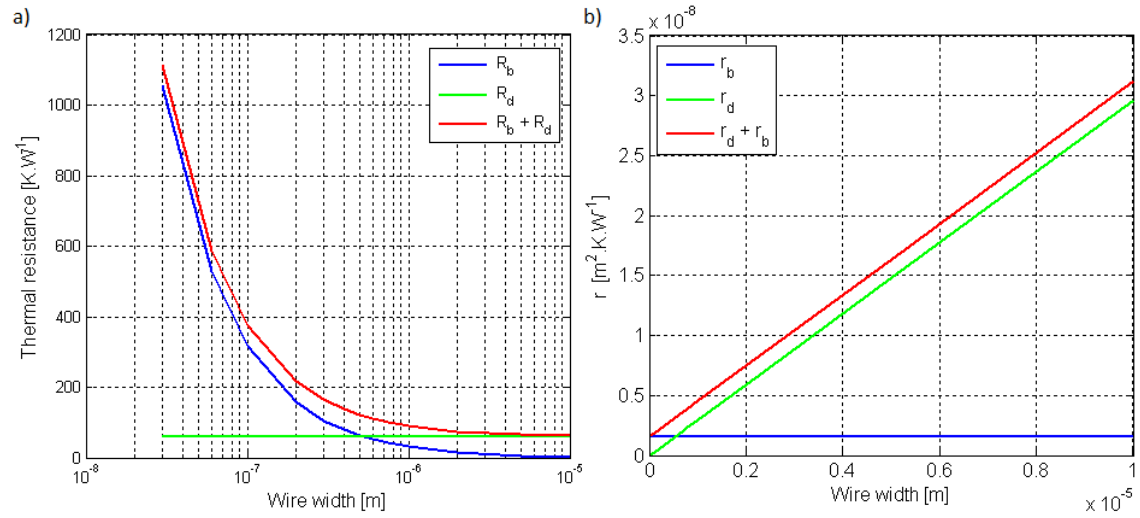 a)
1200
1000
800
600
400
200
0
10-8
10-7
10-6
10-5
Thermal resistance [K.W1]
Wire width [m]
Rb
Rd
Rb + Rd
b)
x 10-8
3.5
3
2.5
2
1.5
1
0.5
0
0
0.2
0.4
0.6
0.8
1
r [m2.K.W-1]
Wire width [m]
x 10-5
rb
rd
rd + rb